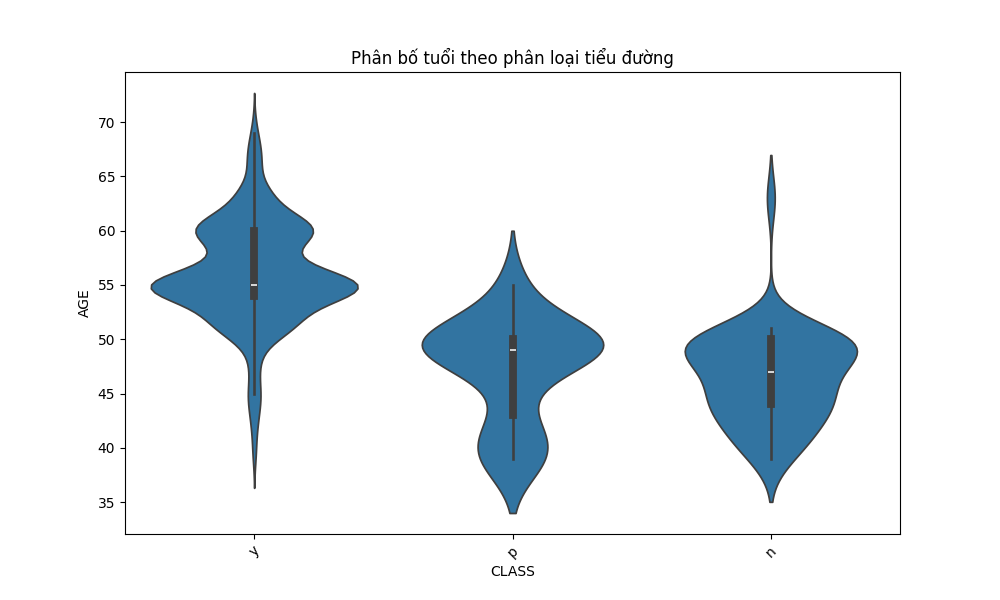 Phân bố tuổi theo phân loại tiểu đường
AGE
70
65
60
55
50
45
40
35
y
p
n
CLASS